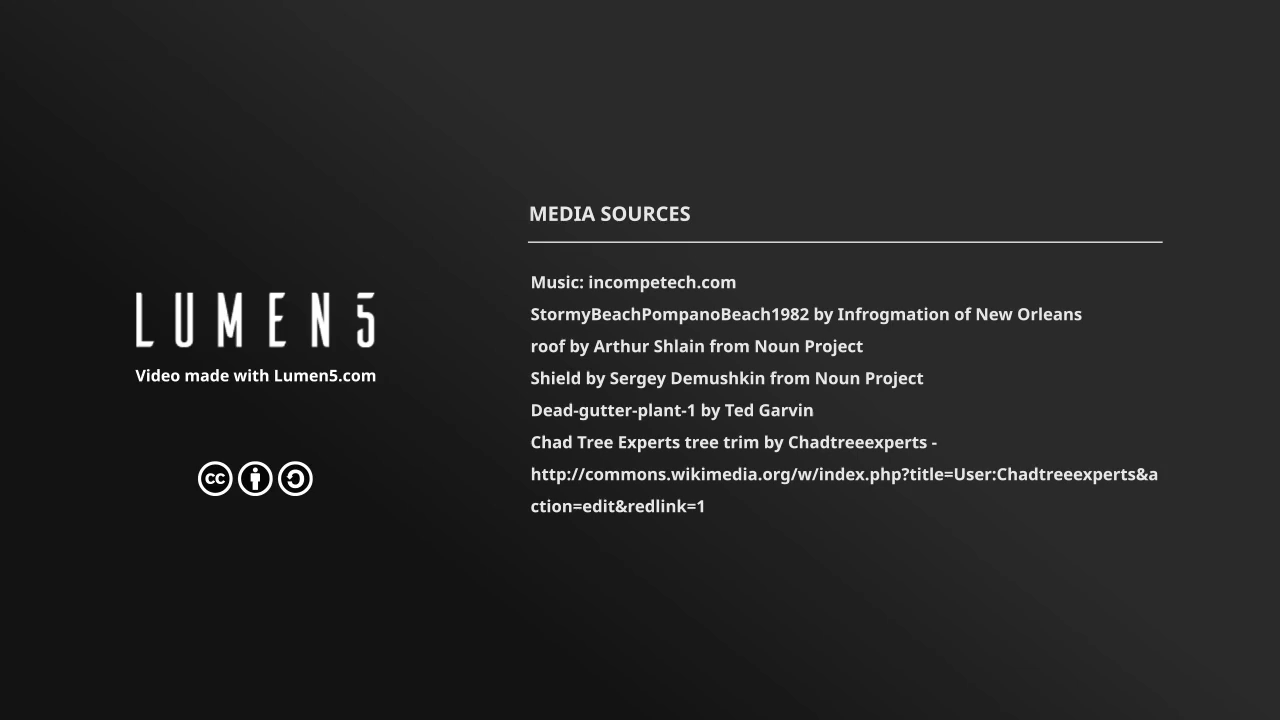 LUMEN5
Video made with Lumen5.com
cc
MEDIA SOURCES
Music: incompetech.com
StormyBeachPompanoBeach1982 by Infrogmation of New Orleans
roof by Arthur Shlain from Noun Project
Shield by Sergey Demushkin from Noun Project
Dead-gutter-plant-1 by Ted Garvin
Chad Tree Experts tree trim by Chadtreeexperts -
http://commons.wikimedia.org/w/index.php?title=User:Chadtreeexperts&a
ction=edit&redlink=1